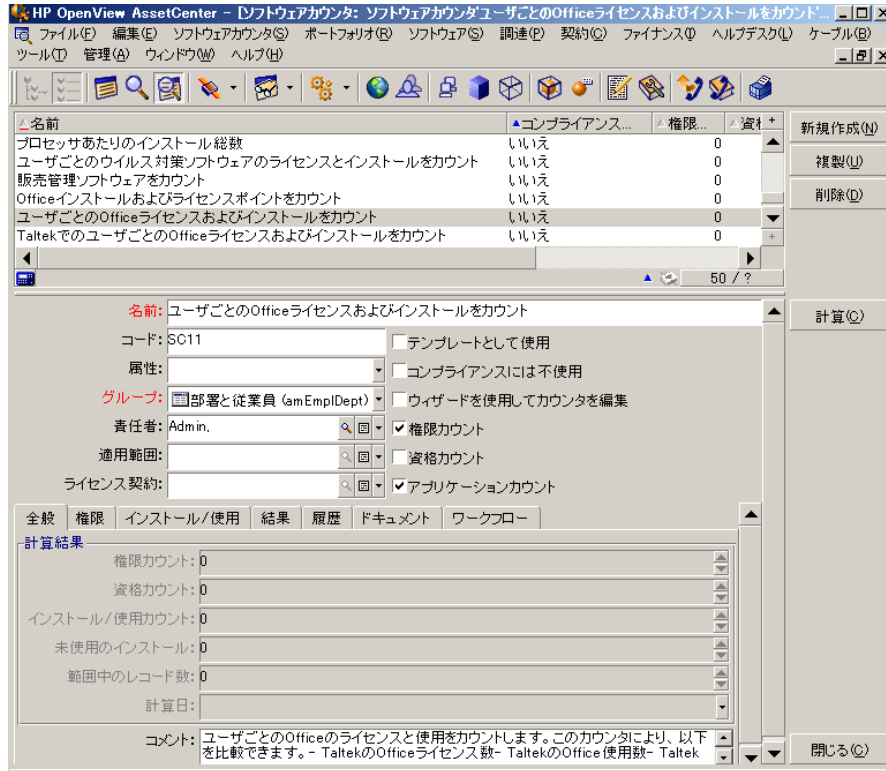 HP OpenView AssetCenter - [ソフトウェアカウンタ: ソフトウェアカウンタ'ユーザごとのOfficeライセンスおよびインストールをカウント'...
ファイル(F) 編集(E) ソフトウェアカウンタ(S) ポートフォリオ(R) ソフトウェア(S) 調達(P) 契約(C) ファイナンス(I) ヘルプデスク(L) ケーブル(B)
ツール(T) 管理(A) ウィンドウ(W) ヘルプ(H)
名前 コンプライアンス... 権限... 資格
プロセッサあたりのインストール総数 いいえ 0
ユーザごとのウイルス対策ソフトウェアのライセンスとインストールをカウント いいえ 0
販売管理ソフトウェアをカウント いいえ 0
Officeインストールおよびライセンスポイントをカウント いいえ 0
ユーザごとのOfficeライセンスおよびインストールをカウント いいえ 0
TaltekでのユーザごとのOfficeライセンスおよびインストールをカウント いいえ 0
50 / ?
新規作成(N)
複製(U)
削除(D)
名前: ユーザごとのOfficeライセンスおよびインストールをカウント
計算(C)
コード: SC11
テンプレートとして使用
属性:
コンプライアンスには不使用
グループ: 部署と従業員 (amEmplDept)
ウィザードを使用してカウンタを編集
責任者: Admin,
権限カウント
適用範囲:
資格カウント
ライセンス契約:
アプリケーションカウント
全般 権限 インストール/使用 結果 履歴 ドキュメント ワークフロー
計算結果
権限カウント: 0
資格カウント: 0
インストール/使用カウント: 0
未使用のインストール: 0
範囲中のレコード数: 0
計算日:
コメント: ユーザごとのOfficeのライセンスと使用をカウントします。このカウンタにより、以下
を比較できます。- TaltekのOfficeライセンス数- TaltekのOffice使用数- Taltek
閉じる(C)